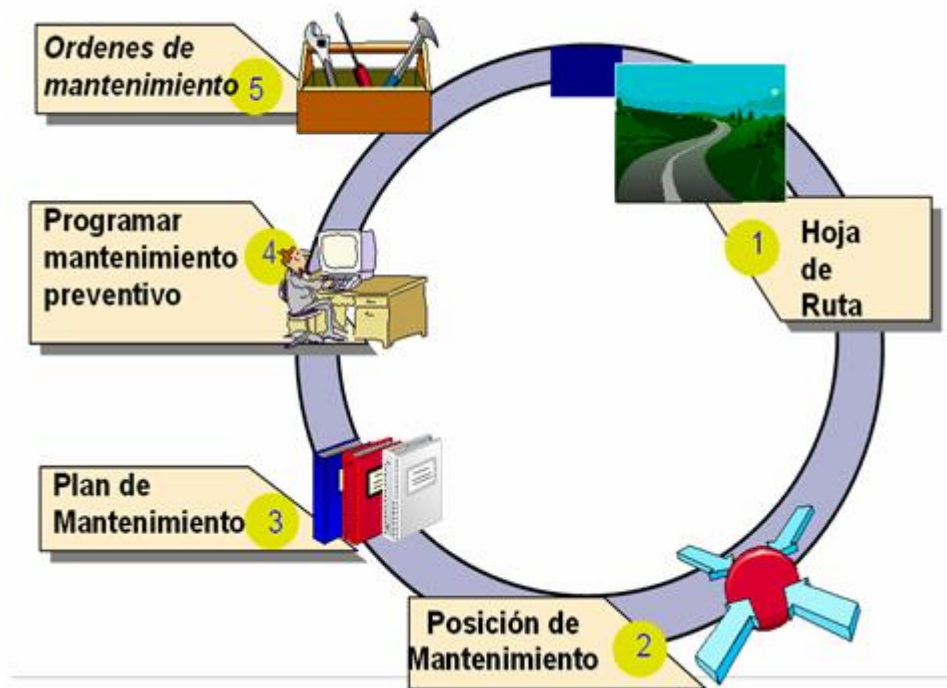 Ordenes de
mantenimiento 5
Programar
mantenimiento 4
preventivo
Plan de
Mantenimiento 3
Posición de
Mantenimiento 2
1 Hoja
de
Ruta